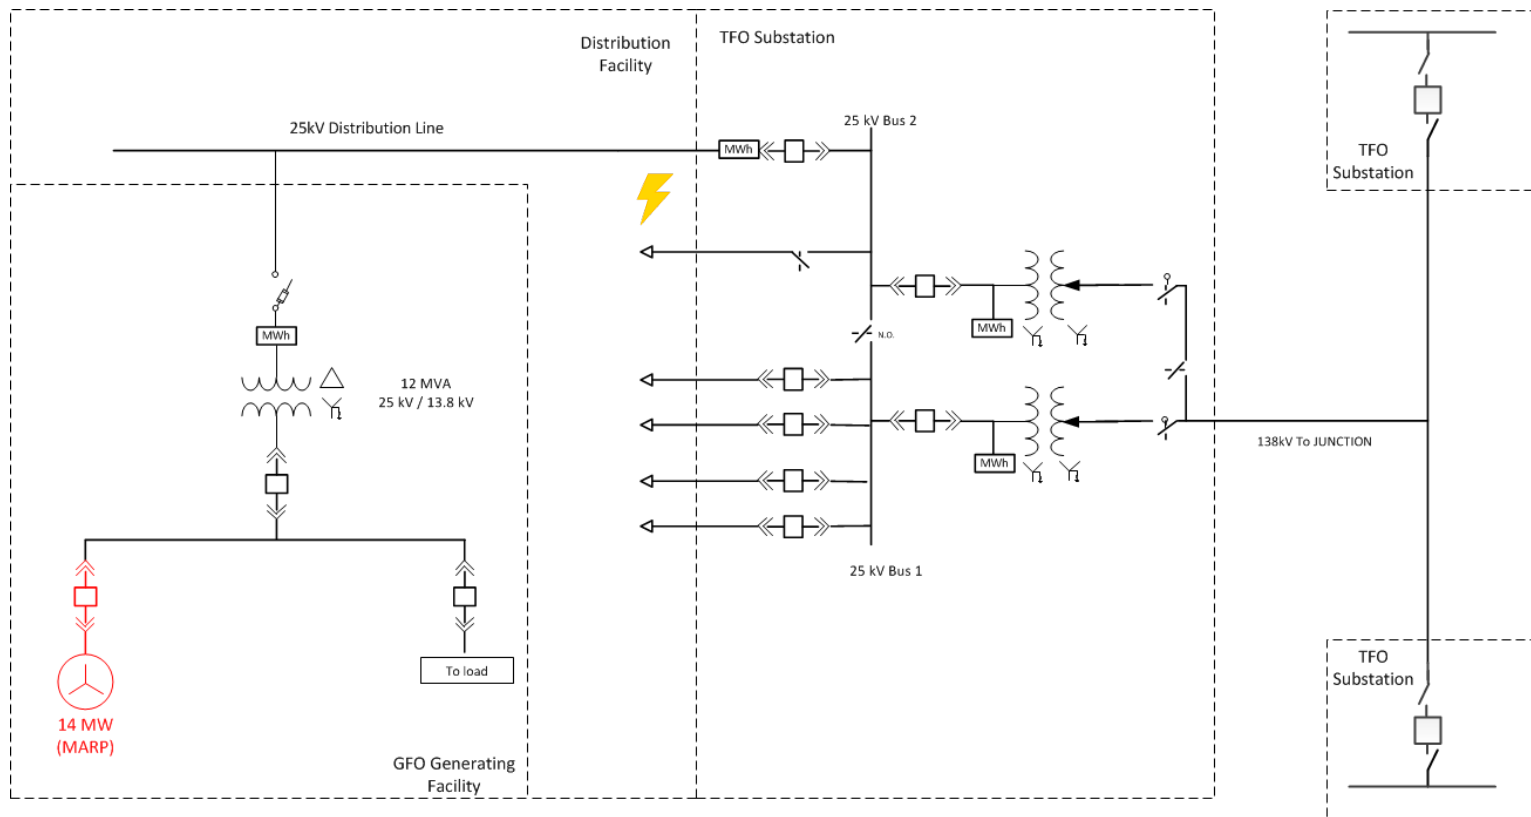 Distribution
Facility
TFO Substation
25kV Distribution Line
25 kV Bus 2
MWh
TFO
Substation
MWh
12 MVA
25 kV / 13.8 kV
MWh
N.O.
MWh
138kV To JUNCTION
25 kV Bus 1
To load
14 MW
(MARP)
GFO Generating
Facility
TFO
Substation